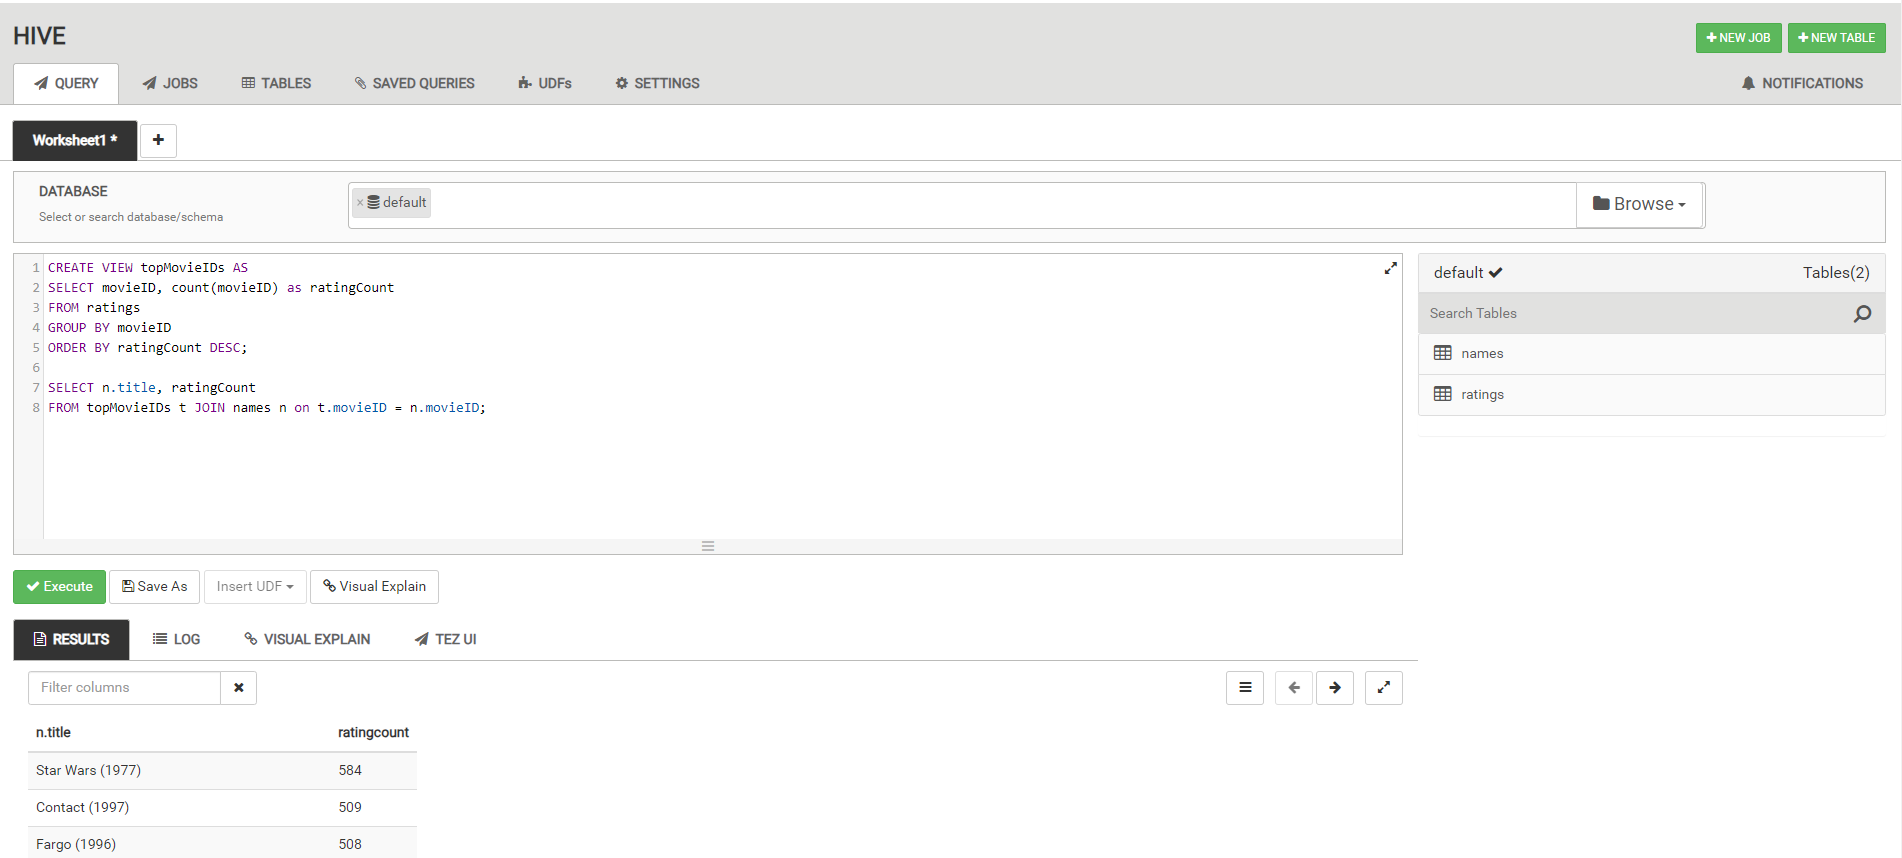 HIVE
NEW JOB NEW TABLE
QUERY JOBS TABLES SAVED QUERIES UDFs SETTINGS NOTIFICATIONS
Worksheet1 *
DATABASE
Select or search database/schema
× default
Browse
1 CREATE VIEW topMovieIDs AS
2 SELECT movieID, count(movieID) as ratingCount
3 FROM ratings
4 GROUP BY movieID
5 ORDER BY ratingCount DESC;
6
7 SELECT n.title, ratingCount
8 FROM topMovieIDs t JOIN names n on t.movieID = n.movieID;
default Tables(2)
Search Tables
names
ratings
Execute Save As Insert UDF Visual Explain
RESULTS LOG VISUAL EXPLAIN TEZ UI
Filter columns
n.title ratingcount
Star Wars (1977) 584
Contact (1997) 509
Fargo (1996) 508